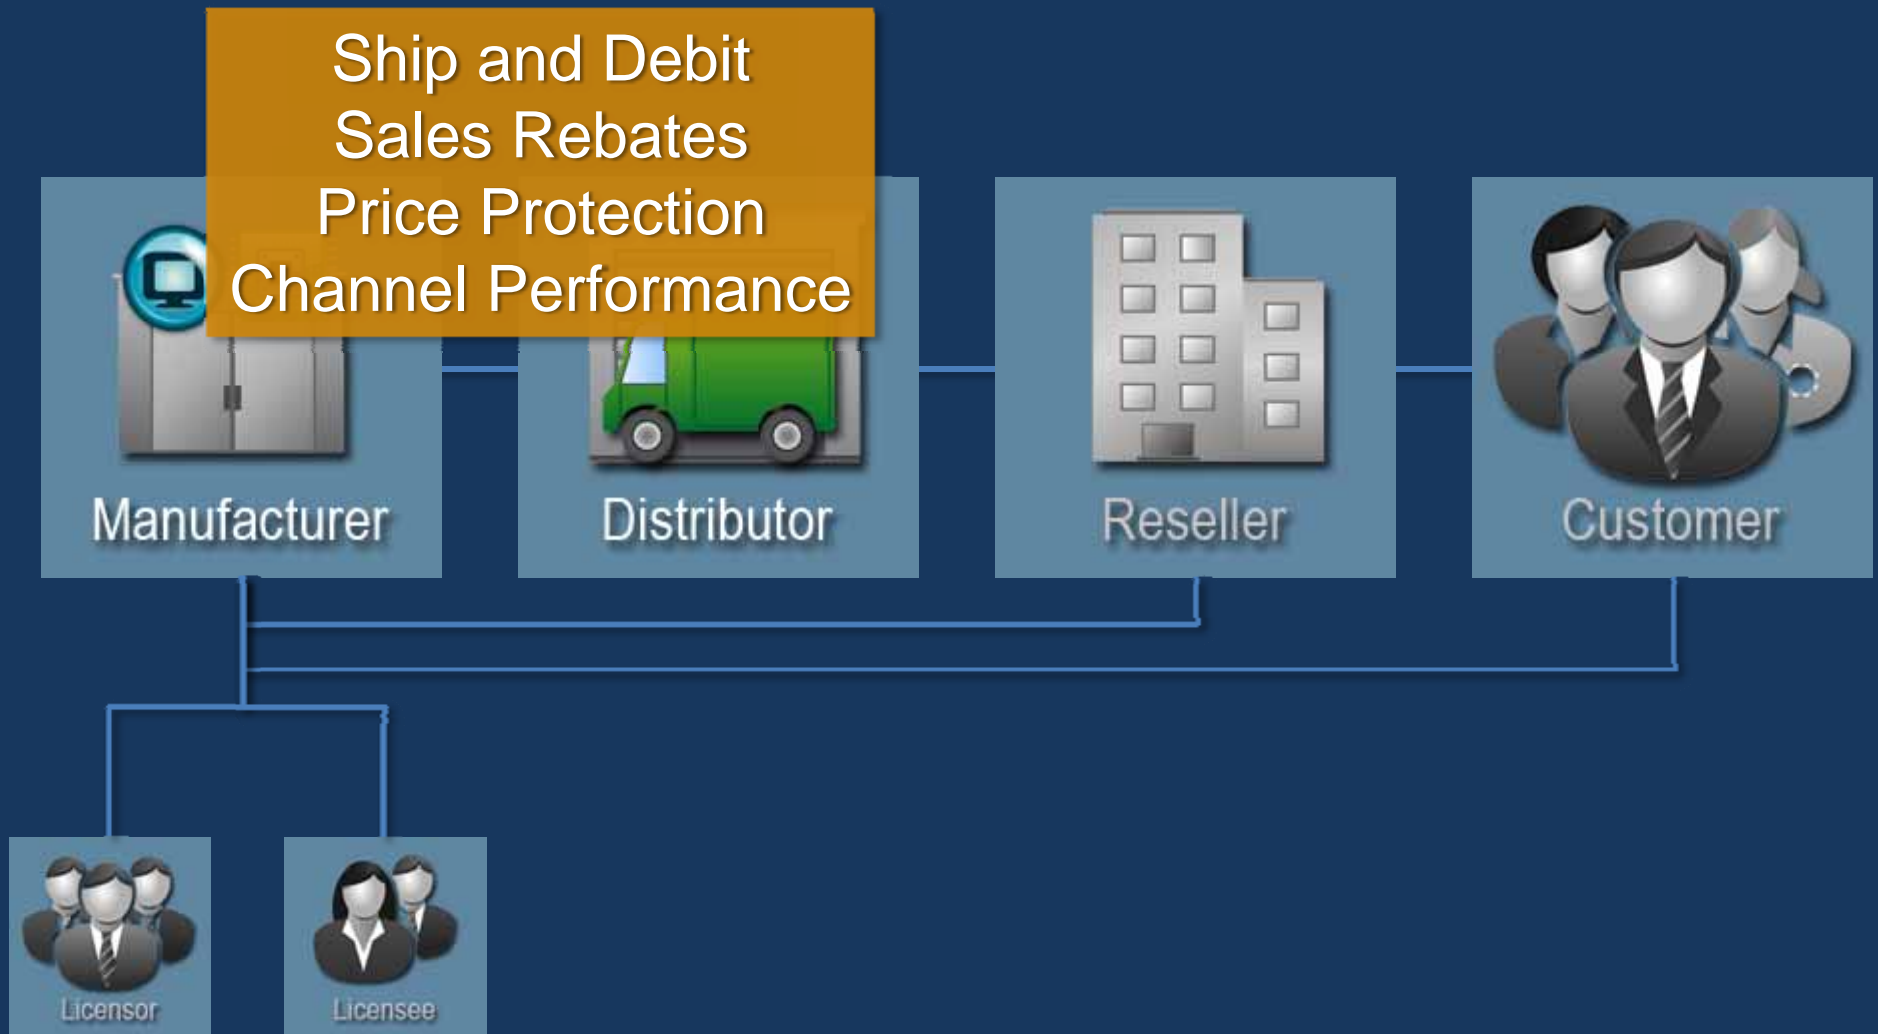 Ship and Debit
Sales Rebates
Price Protection
Channel Performance
Manufacturer
Distributor
Reseller
Customer
Licensor
Licensee